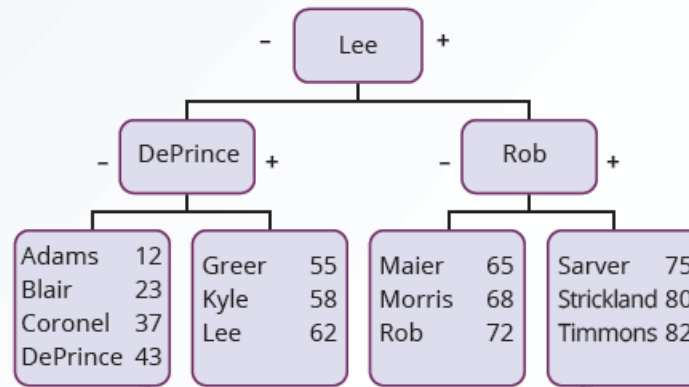 – Lee +
– DePrince +
– Rob +
Adams 12
Blair 23
Coronel 37
DePrince 43
Greer 55
Kyle 58
Lee 62
Maier 65
Morris 68
Rob 72
Sarver 75
Strickland 80
Timmons 82